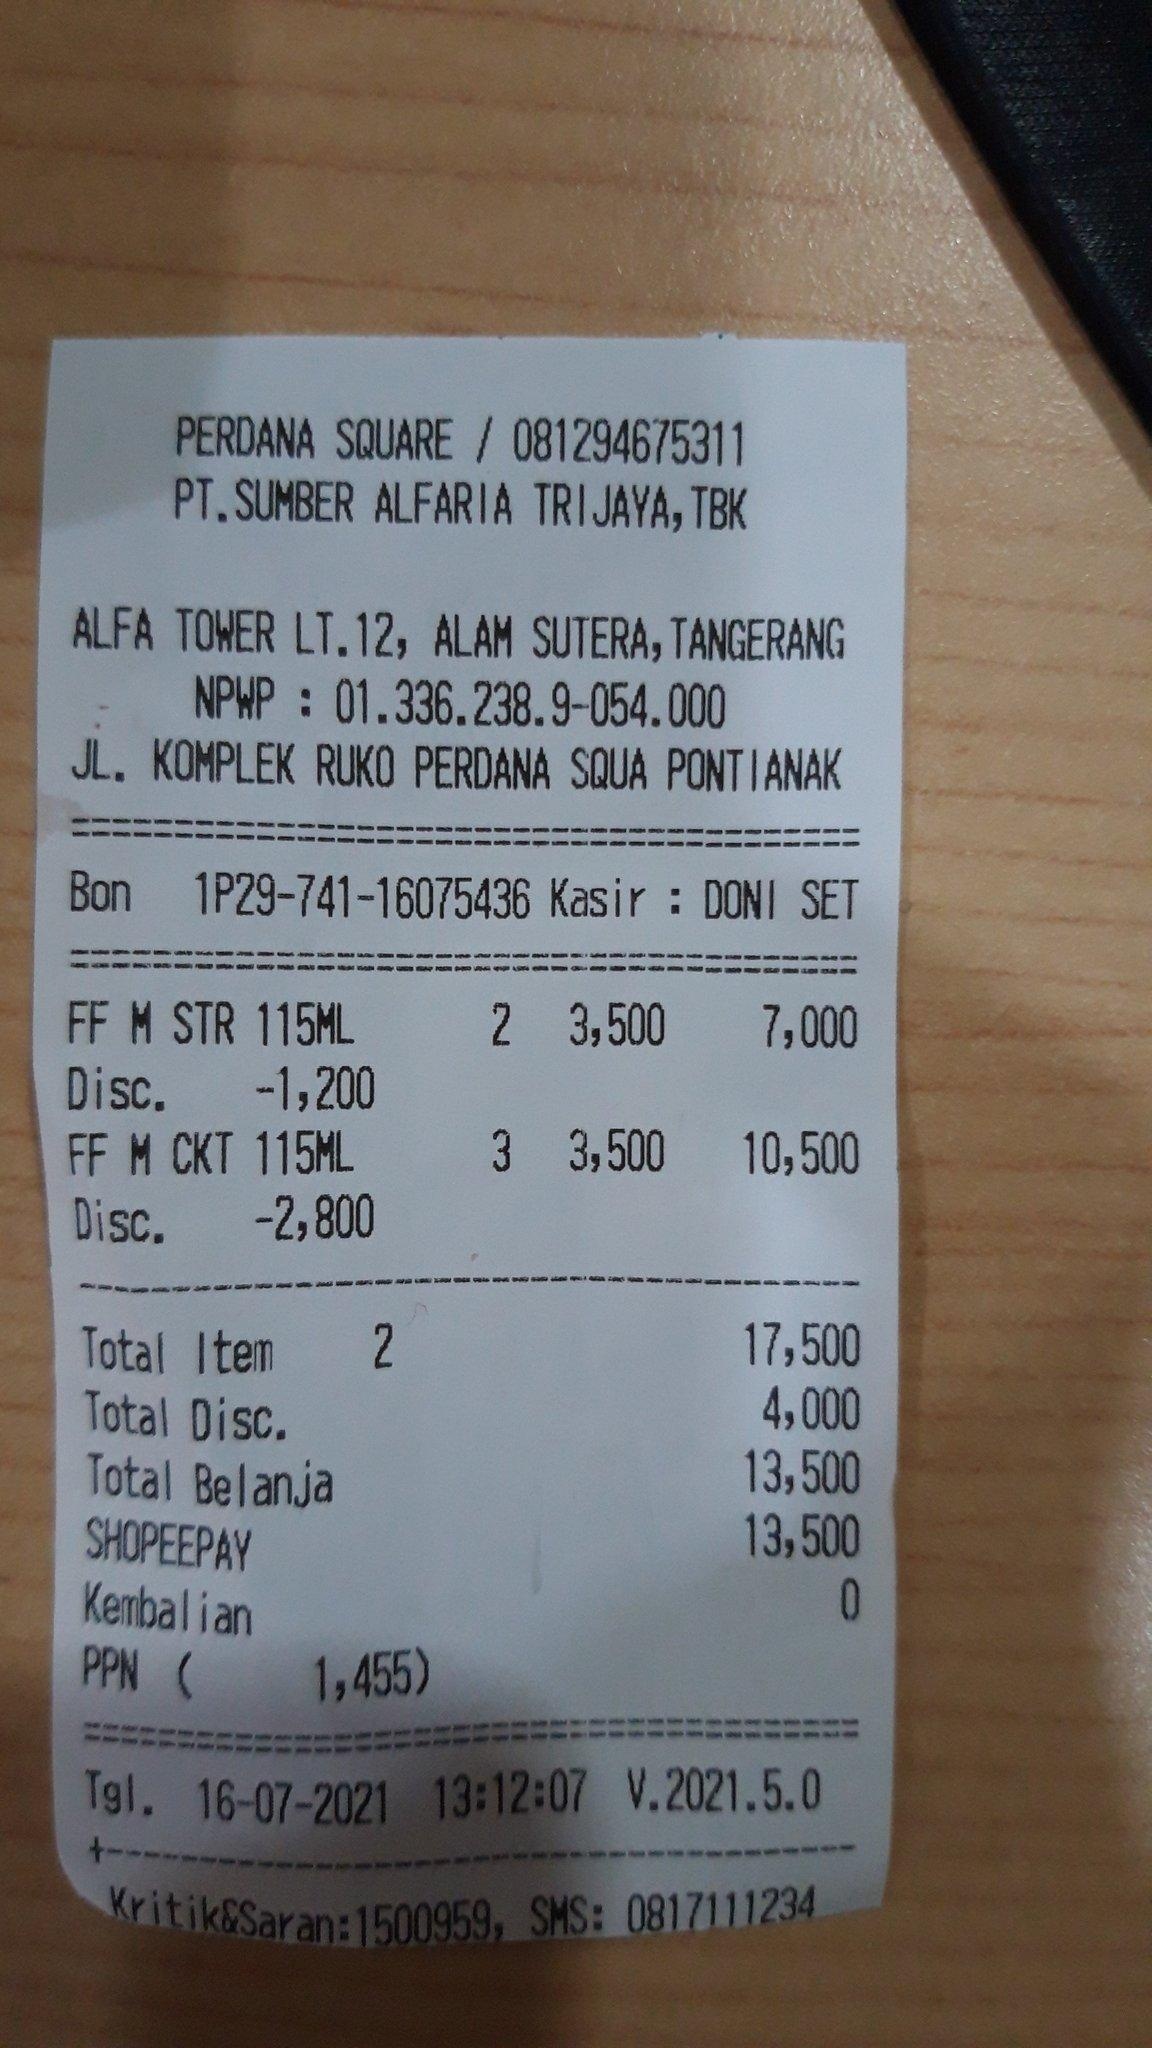 PERDANA SQUARE / 081294675311
PT.SUMBER ALFARIA TRIJAYA,TBK
ALFA TOWER LT.12, ALAM SUTERA,TANGERANG
NPWP : 01.336.238.9-054.000
JL. KOMPLEK RUKO PERDANA SQUA PONTIANAK
Bon 1P29-741-16075436 Kasir : DONI SET
FF M STR 115ML 2 3,500 7,000
Disc. -1,200
FF M CKT 115ML 3 3,500 10,500
Disc. -2,800
Total Item 2 17,500
Total Disc. 4,000
Total Belanja 13,500
SHOPEEPAY 13,500
Kembalian 0
PPN ( 1,455)
Tgl. 16-07-2021 13:12:07 V.2021.5.0
Kritik&Saran:1500959, SMS: 0817111234